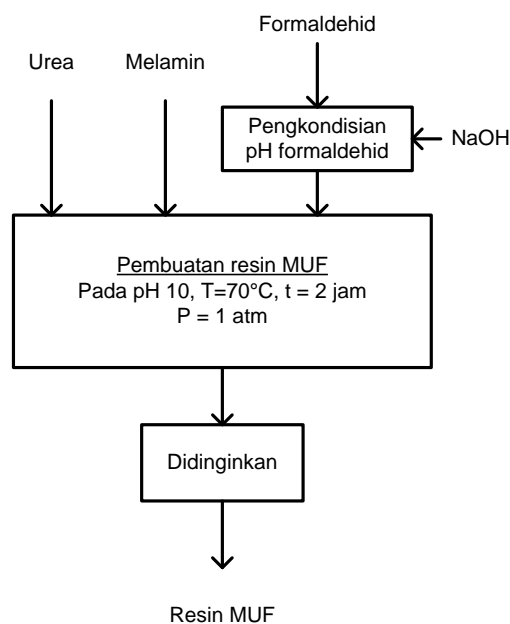 Formaldehid
Urea
Melamin
Pengkondisian
pH formaldehid
NaOH
Pembuatan resin MUF
Pada pH 10, T=70°C, t = 2 jam
P = 1 atm
Didinginkan
Resin MUF